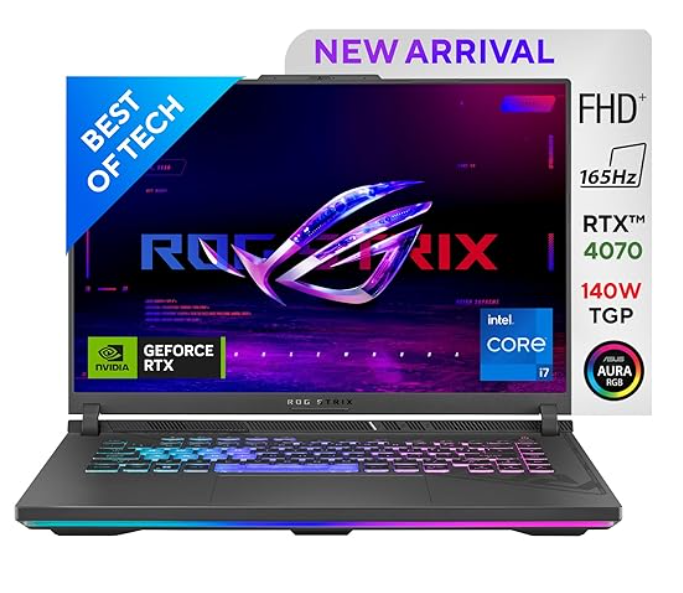 NEW ARRIVAL
BEST
OF TECH
FHD+
165Hz
RTX™
4070
140W
TGP
ASUS
AURA
RGB
ROG STRIX
NVIDIA
GEFORCE
RTX
intel.
CORE
i7
ROG STRIX